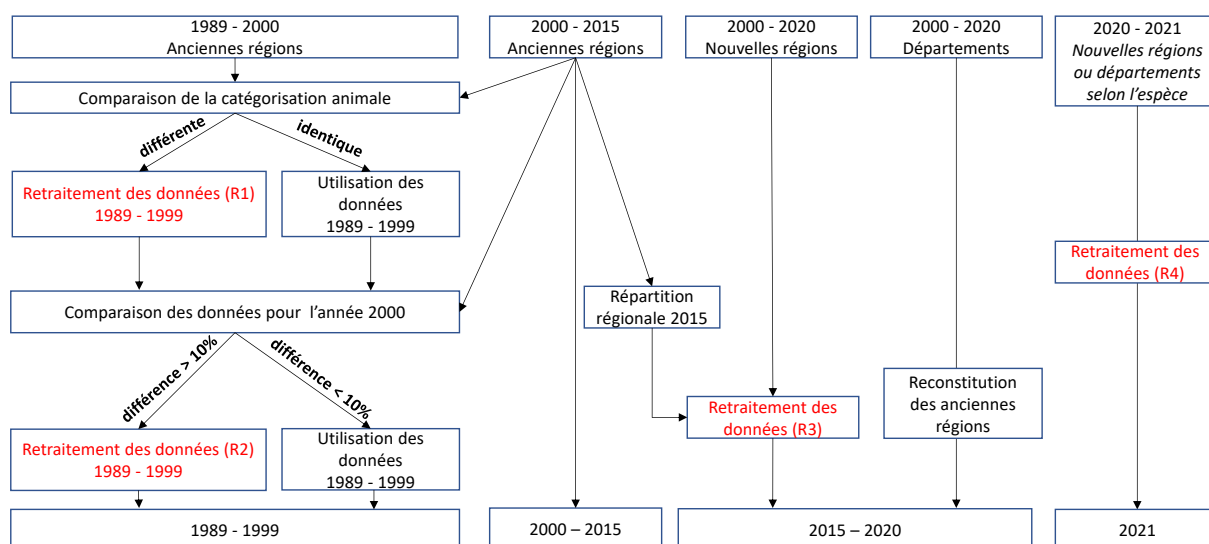 1989 - 2000
Anciennes régions
2000 - 2015
Anciennes régions
2000 - 2020
Nouvelles régions
2000 - 2020
Départements
2020 - 2021
Nouvelles régions
ou départements
selon l’espèce
Comparaison de la catégorisation animale
différente
identique
Retraitement des données (R1)
1989 - 1999
Utilisation des
données
1989 - 1999
Retraitement des
données (R4)
Comparaison des données pour l’année 2000
Répartition
régionale 2015
différence > 10%
différence < 10%
Reconstitution
des anciennes
régions
Retraitement des
données (R3)
Retraitement des données (R2)
1989 - 1999
Utilisation des
données
1989 - 1999
1989 - 1999
2000 – 2015
2015 – 2020
2021